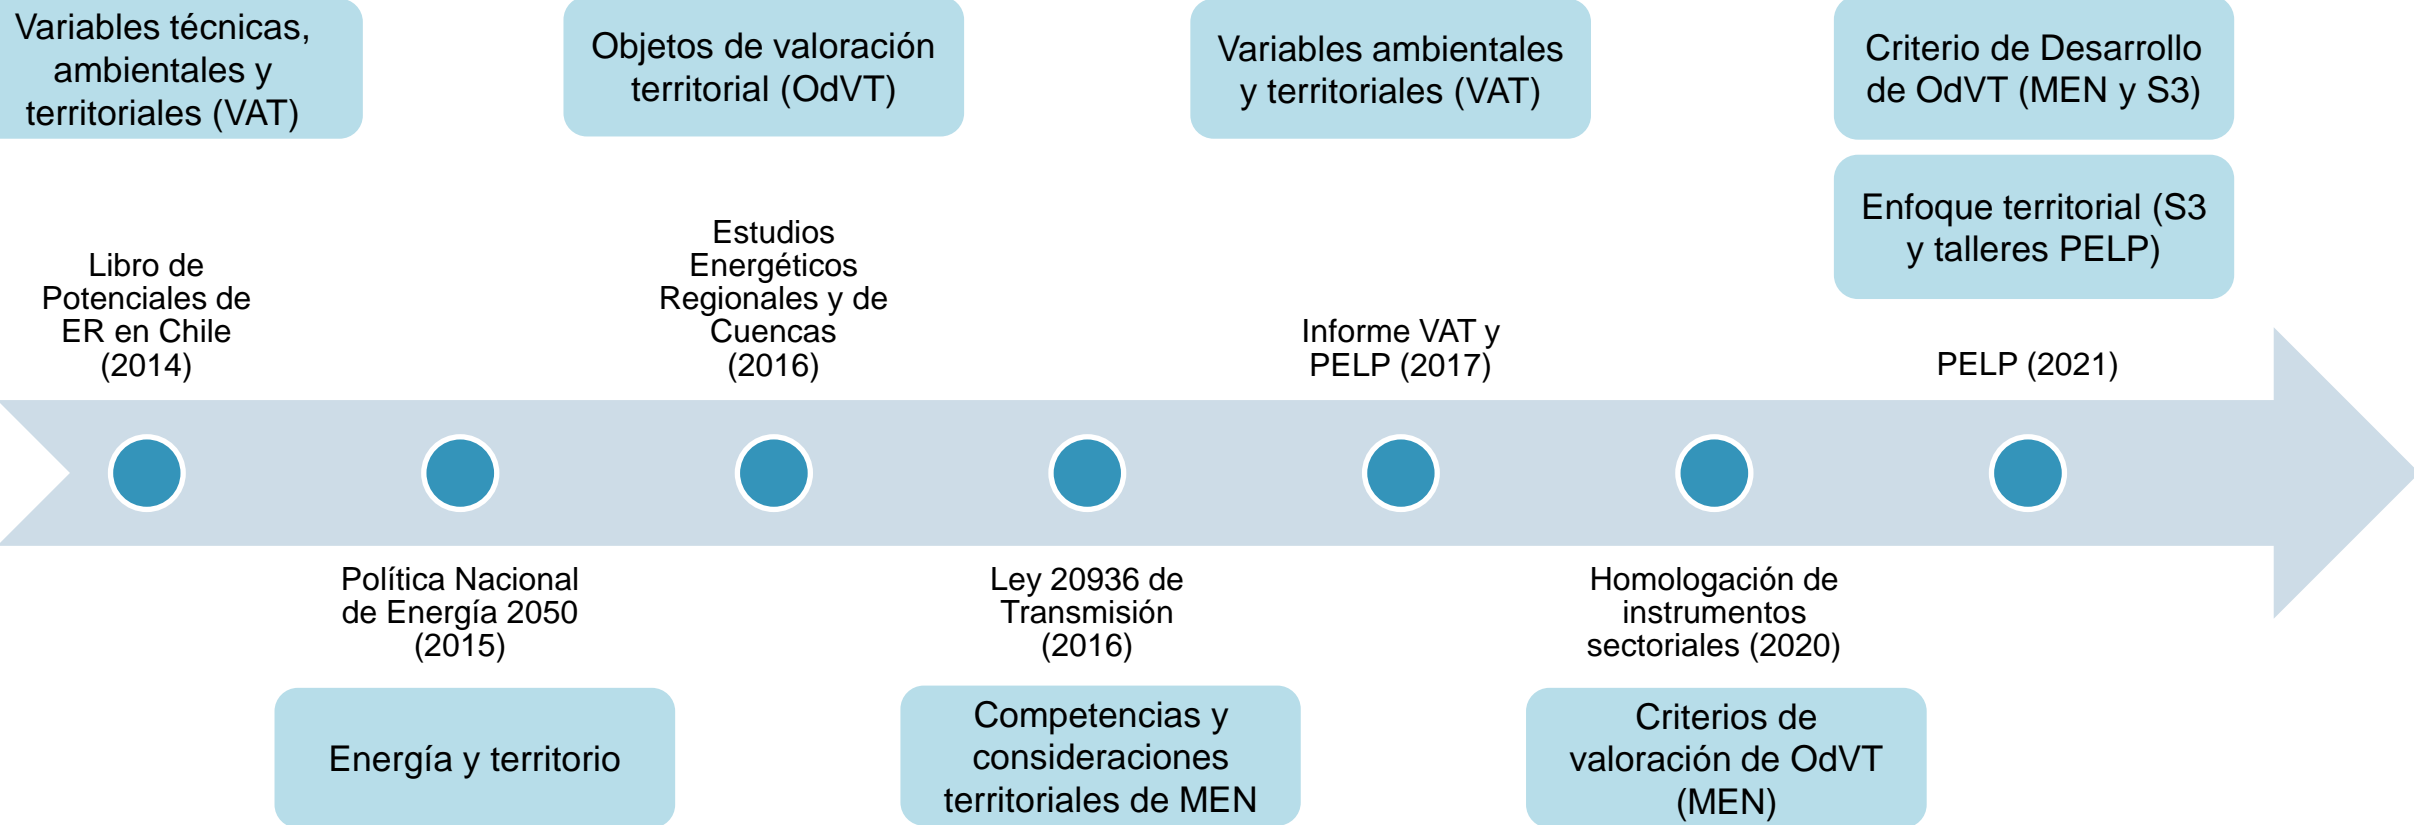 Variables técnicas,
ambientales y
territoriales (VAT)
Objetos de valoración
territorial (OdVT)
Variables ambientales
y territoriales (VAT)
Criterio de Desarrollo
de OdVT (MEN y S3)
Enfoque territorial (S3
y talleres PELP)
Libro de
Potenciales de
ER en Chile
(2014)
Estudios
Energéticos
Regionales y de
Cuencas
(2016)
Informe VAT y
PELP (2017)
PELP (2021)
Política Nacional
de Energía 2050
(2015)
Ley 20936 de
Transmisión
(2016)
Homologación de
instrumentos
sectoriales (2020)
Energía y territorio
Competencias y
consideraciones
territoriales de MEN
Criterios de
valoración de OdVT
(MEN)